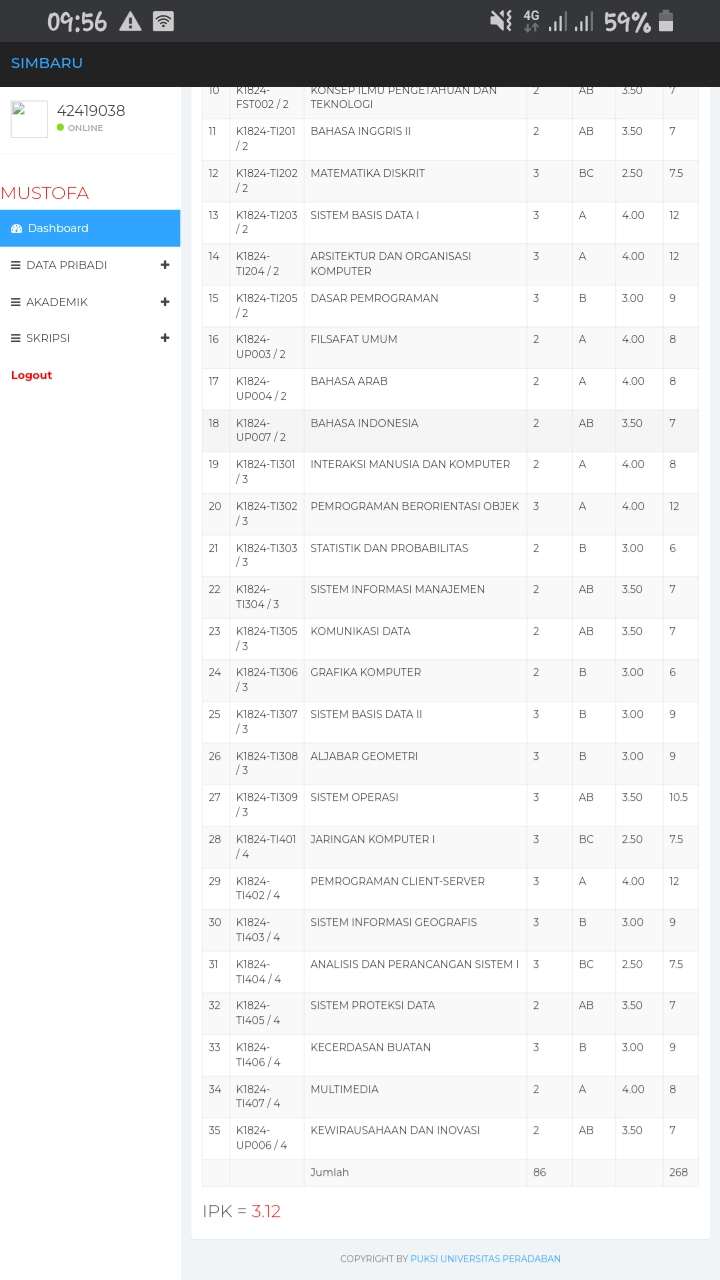 09:56 4G 59%
SIMBARU
42419038
ONLINE
MUSTOFA
Dashboard
DATA PRIBADI
AKADEMIK
SKRIPSI
Logout
10 K1824- KONSEP ILMU PENGETAHUAN DAN 2 AB 3.50 7
FST002 / 2 TEKNOLOGI
11 K1824-TI201 BAHASA INGGRIS II 2 AB 3.50 7
/ 2
12 K1824-TI202 MATEMATIKA DISKRIT 3 BC 2.50 7.5
/ 2
13 K1824-TI203 SISTEM BASIS DATA I 3 A 4.00 12
/ 2
14 K1824- ARSITEKTUR DAN ORGANISASI 3 A 4.00 12
TI204 / 2 KOMPUTER
15 K1824-TI205 DASAR PEMROGRAMAN 3 B 3.00 9
/ 2
16 K1824- FILSAFAT UMUM 2 A 4.00 8
UP003 / 2
17 K1824- BAHASA ARAB 2 A 4.00 8
UP004 / 2
18 K1824- BAHASA INDONESIA 2 AB 3.50 7
UP007 / 2
19 K1824-TI301 INTERAKSI MANUSIA DAN KOMPUTER 2 A 4.00 8
/ 3
20 K1824-TI302 PEMROGRAMAN BERORIENTASI OBJEK 3 A 4.00 12
/ 3
21 K1824-TI303 STATISTIK DAN PROBABILITAS 2 B 3.00 6
/ 3
22 K1824- SISTEM INFORMASI MANAJEMEN 2 AB 3.50 7
TI304 / 3
23 K1824-TI305 KOMUNIKASI DATA 2 AB 3.50 7
/ 3
24 K1824-TI306 GRAFIKA KOMPUTER 2 B 3.00 6
/ 3
25 K1824-TI307 SISTEM BASIS DATA II 3 B 3.00 9
/ 3
26 K1824-TI308 ALJABAR GEOMETRI 3 B 3.00 9
/ 3
27 K1824-TI309 SISTEM OPERASI 3 AB 3.50 10.5
/ 3
28 K1824-TI401 JARINGAN KOMPUTER I 3 BC 2.50 7.5
/ 4
29 K1824- PEMROGRAMAN CLIENT-SERVER 3 A 4.00 12
TI402 / 4
30 K1824- SISTEM INFORMASI GEOGRAFIS 3 B 3.00 9
TI403 / 4
31 K1824- ANALISIS DAN PERANCANGAN SISTEM I 3 BC 2.50 7.5
TI404 / 4
32 K1824- SISTEM PROTEKSI DATA 2 AB 3.50 7
TI405 / 4
33 K1824- KECERDASAN BUATAN 3 B 3.00 9
TI406 / 4
34 K1824- MULTIMEDIA 2 A 4.00 8
TI407 / 4
35 K1824- KEWIRAUSAHAAN DAN INOVASI 2 AB 3.50 7
UP006 / 4
Jumlah 86 268
IPK = 3.12
COPYRIGHT BY PUKSI UNIVERSITAS PERADABAN